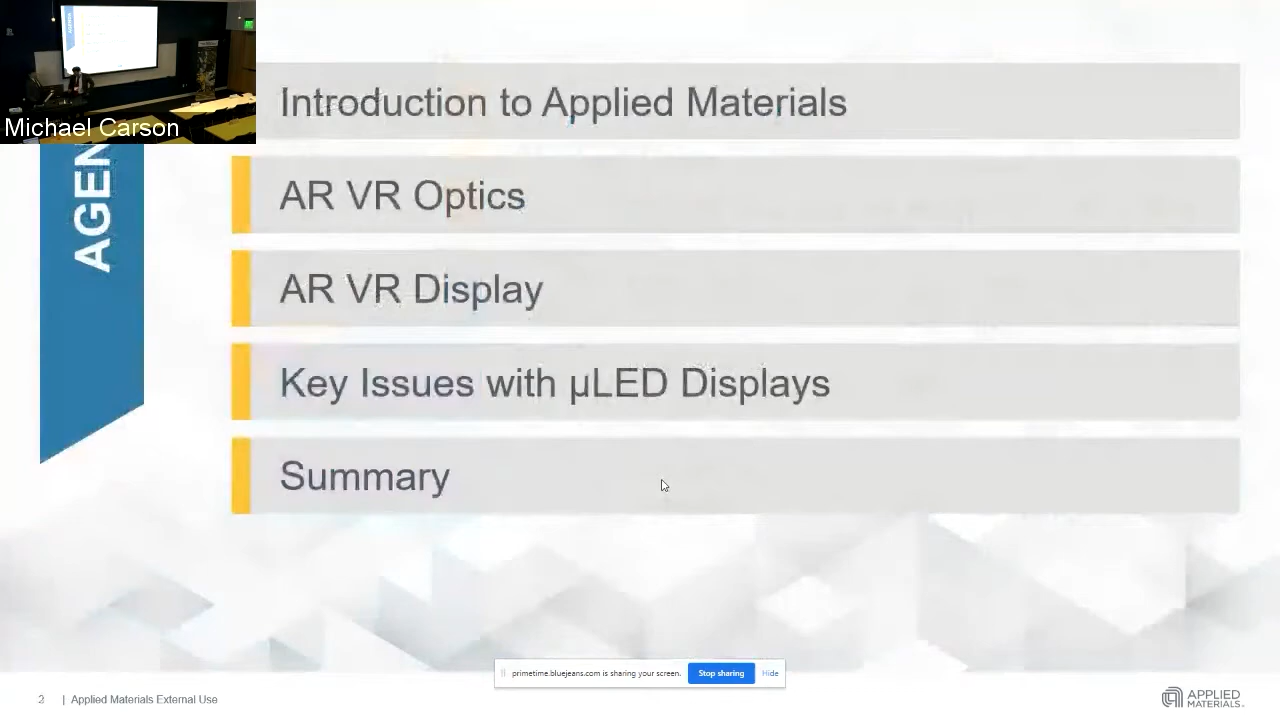 Michael Carson
AGEN
Introduction to Applied Materials
AR VR Optics
AR VR Display
Key Issues with µLED Displays
Summary
primetime.bluejeans.com is sharing your screen.
Stop sharing
Hide
2 | Applied Materials External Use
APPLIED
MATERIALS